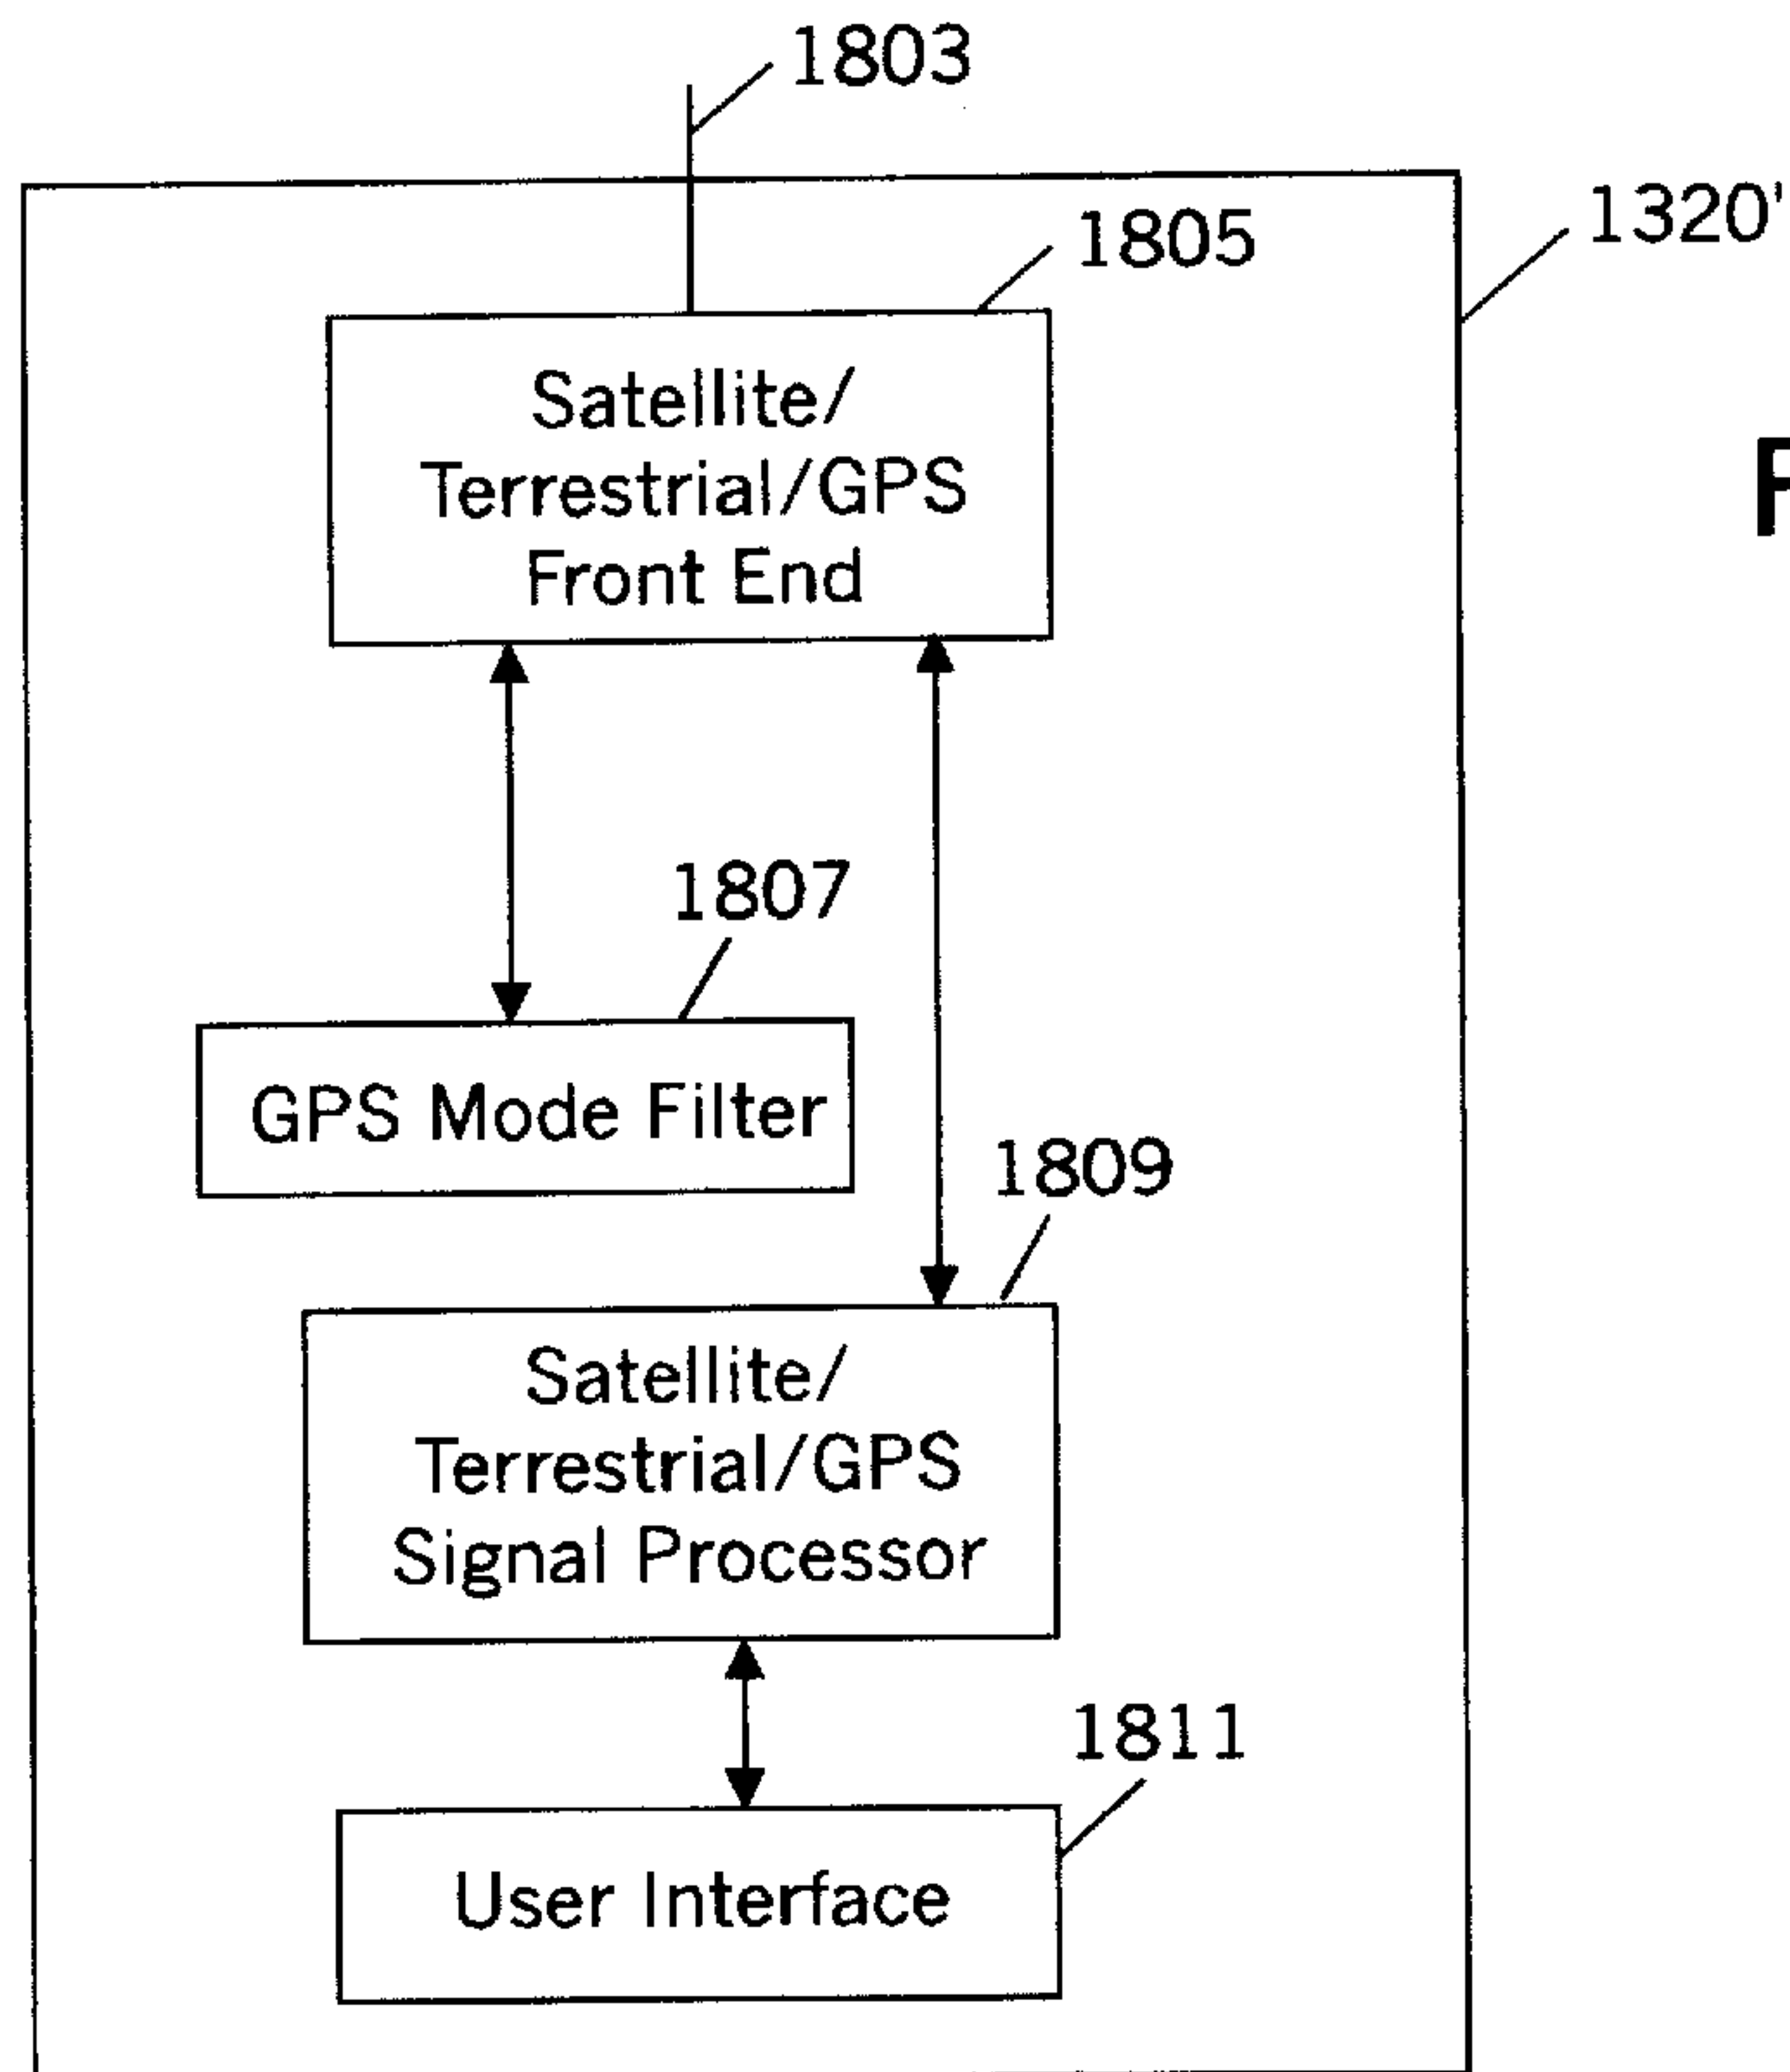 1803
1805
1320'
Satellite/
Terrestrial/GPS
Front End
F
1807
GPS Mode Filter
1809
Satellite/
Terrestrial/GPS
Signal Processor
1811
User Interface